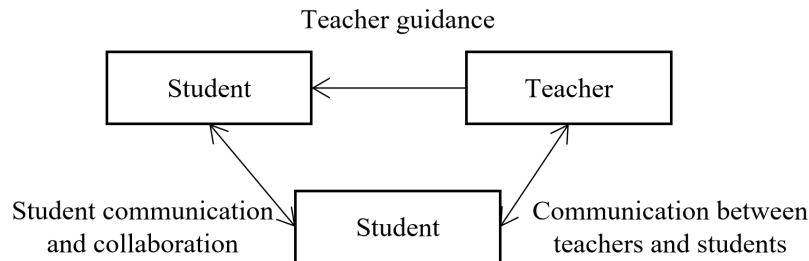 Teacher guidance
Student
Teacher
Student communication
and collaboration
Student
Communication between
teachers and students